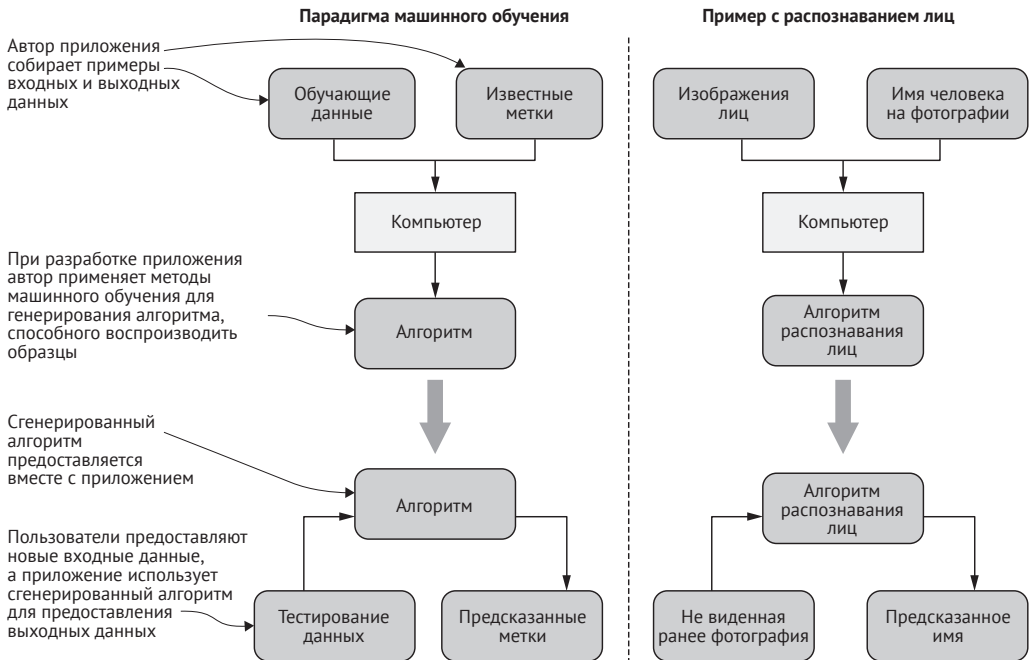 Парадигма машинного обучения
Пример с распознаванием лиц
Автор приложения
собирает примеры
входных и выходных
данных
Обучающие
данные
Известные
метки
Изображения
лиц
Имя человека
на фотографии
Компьютер
Компьютер
При разработке приложения
автор применяет методы
машинного обучения для
генерирования алгоритма,
способного воспроизводить
образцы
Алгоритм
Алгоритм
распознавания
лиц
Сгенерированный
алгоритм
предоставляется
вместе с приложением
Алгоритм
Алгоритм
распознавания
лиц
Пользователи предоставляют
новые входные данные,
а приложение использует
сгенерированный алгоритм
для предоставления
выходных данных
Тестирование
данных
Предсказанные
метки
Не виденная
ранее фотография
Предсказанное
имя